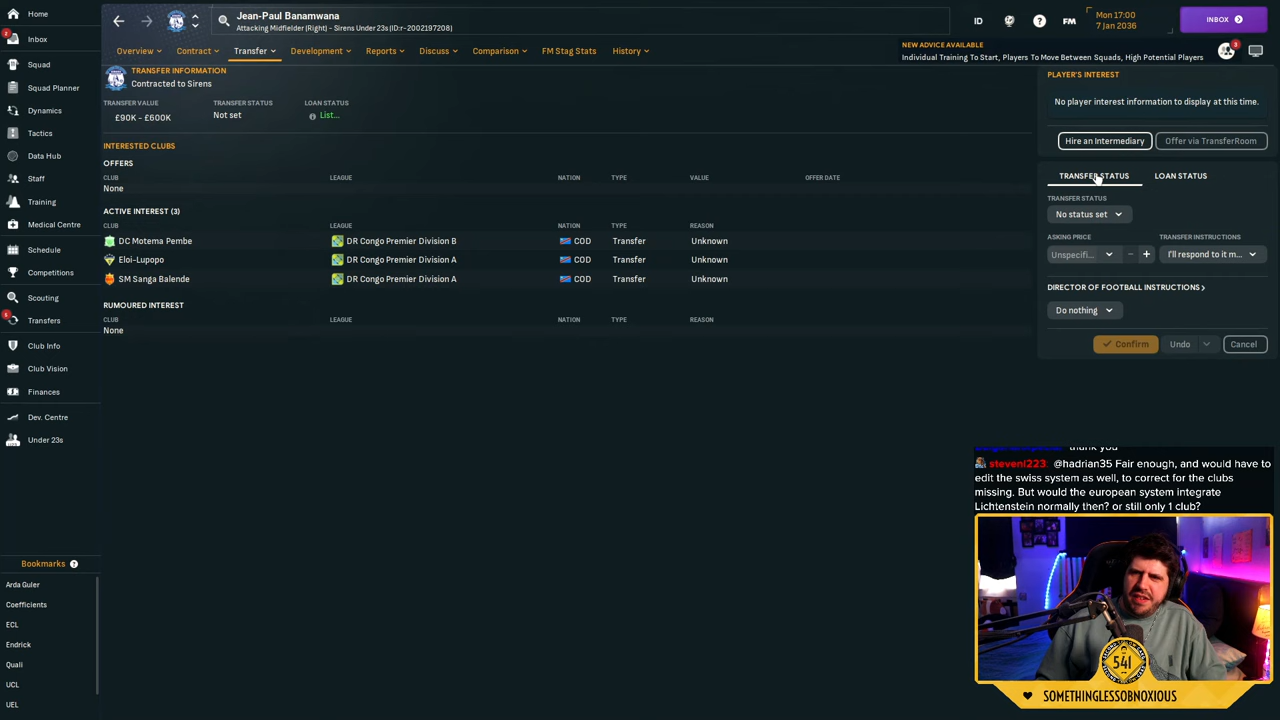 Home
2
Inbox
Squad
Squad Planner
Dynamics
Tactics
Data Hub
Staff
Training
Medical Centre
Schedule
Competitions
Scouting
5
Transfers
Club Info
Club Vision
Finances
Dev. Centre
Under 23s
Bookmarks ?
Arda Guler
Coefficients
ECL
Endrick
Quali
UCL
UEL
Jean-Paul Banamwana
Attacking Midfielder (Right) - Sirens Under 23s (ID:r-2002197208)
ID
?
FM
Mon 17:00
7 Jan 2036
INBOX
Overview
Contract
Transfer
Development
Reports
Discuss
Comparison
FM Stag Stats
History
NEW ADVICE AVAILABLE
Individual Training To Start, Players To Move Between Squads, High Potential Players
3
TRANSFER INFORMATION
Contracted to Sirens
TRANSFER VALUE TRANSFER STATUS LOAN STATUS
£90K - £600K Not set List...
INTERESTED CLUBS
OFFERS
CLUB LEAGUE NATION TYPE VALUE OFFER DATE
None
ACTIVE INTEREST (3)
CLUB LEAGUE NATION TYPE REASON
DC Motema Pembe DR Congo Premier Division B COD Transfer Unknown
Eloi-Lupopo DR Congo Premier Division A COD Transfer Unknown
SM Sanga Balende DR Congo Premier Division A COD Transfer Unknown
RUMOURED INTEREST
CLUB LEAGUE NATION TYPE REASON
None
PLAYER'S INTEREST
No player interest information to display at this time.
Hire an Intermediary Offer via TransferRoom
TRANSFER STATUS LOAN STATUS
TRANSFER STATUS
No status set
ASKING PRICE TRANSFER INSTRUCTIONS
Unspecifi... − + I'll respond to it m...
DIRECTOR OF FOOTBALL INSTRUCTIONS
Do nothing
Confirm Undo Cancel
thank you
stevenl223: @hadrian35 Fair enough, and would have to
edit the swiss system as well, to correct for the clubs
missing. But would the european system integrate
Lichtenstein normally then? or still only 1 club?
541
SOMETHINGLESSOBNOXIOUS